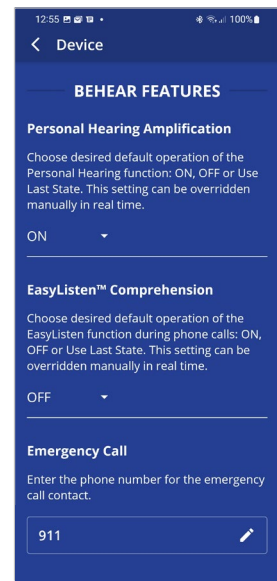 12:55
100%
Device
BEHEAR FEATURES
Personal Hearing Amplification
Choose desired default operation of the
Personal Hearing function: ON, OFF or Use
Last State. This setting can be overridden
manually in real time.
ON
EasyListen™ Comprehension
Choose desired default operation of the
EasyListen function during phone calls: ON,
OFF or Use Last State. This setting can be
overridden manually in real time.
OFF
Emergency Call
Enter the phone number for the emergency
call contact.
911